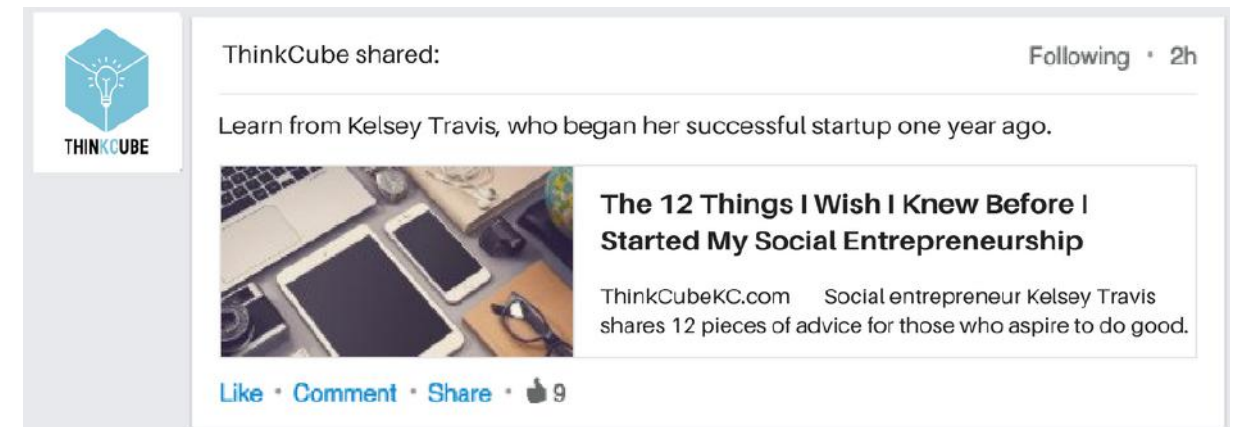 THINKCUBE
ThinkCube shared:
Following • 2h
Learn from Kelsey Travis, who began her successful startup one year ago.
The 12 Things I Wish I Knew Before I
Started My Social Entrepreneurship
ThinkCubeKC.com Social entrepreneur Kelsey Travis
shares 12 pieces of advice for those who aspire to do good.
Like • Comment • Share • 9